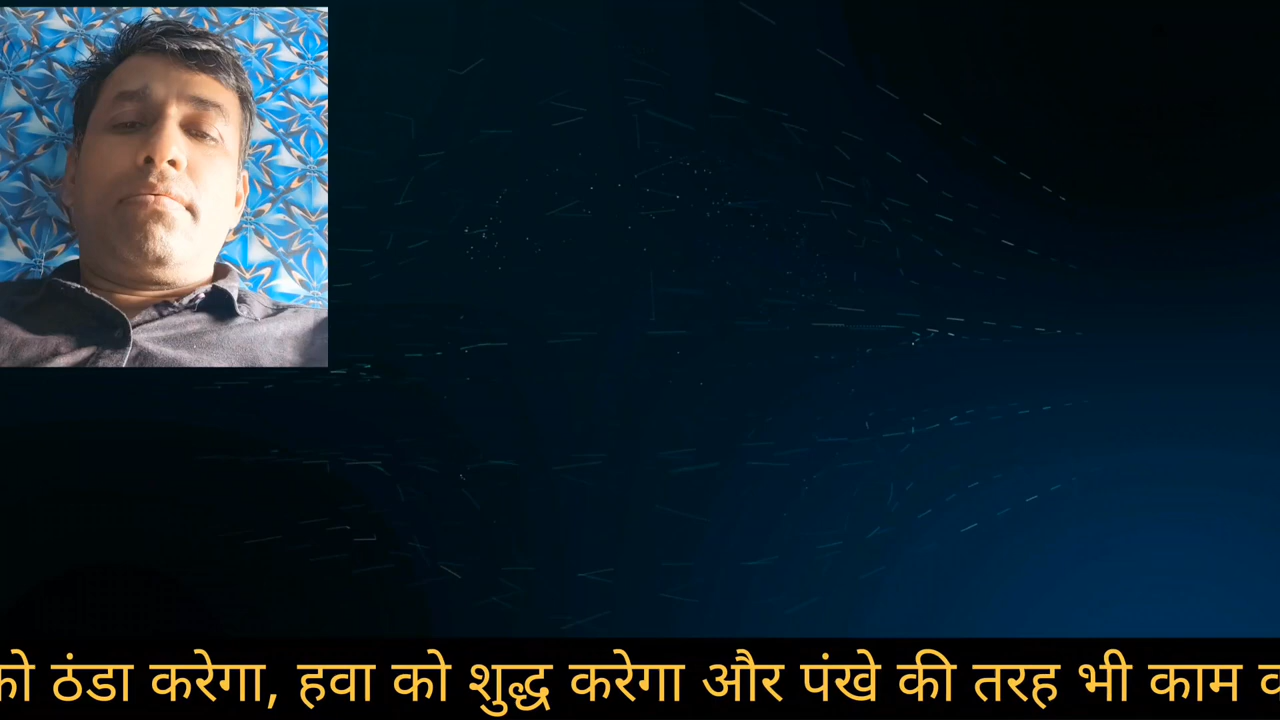 को ठंडा करेगा, हवा को शुद्ध करेगा और पंखे की तरह भी काम